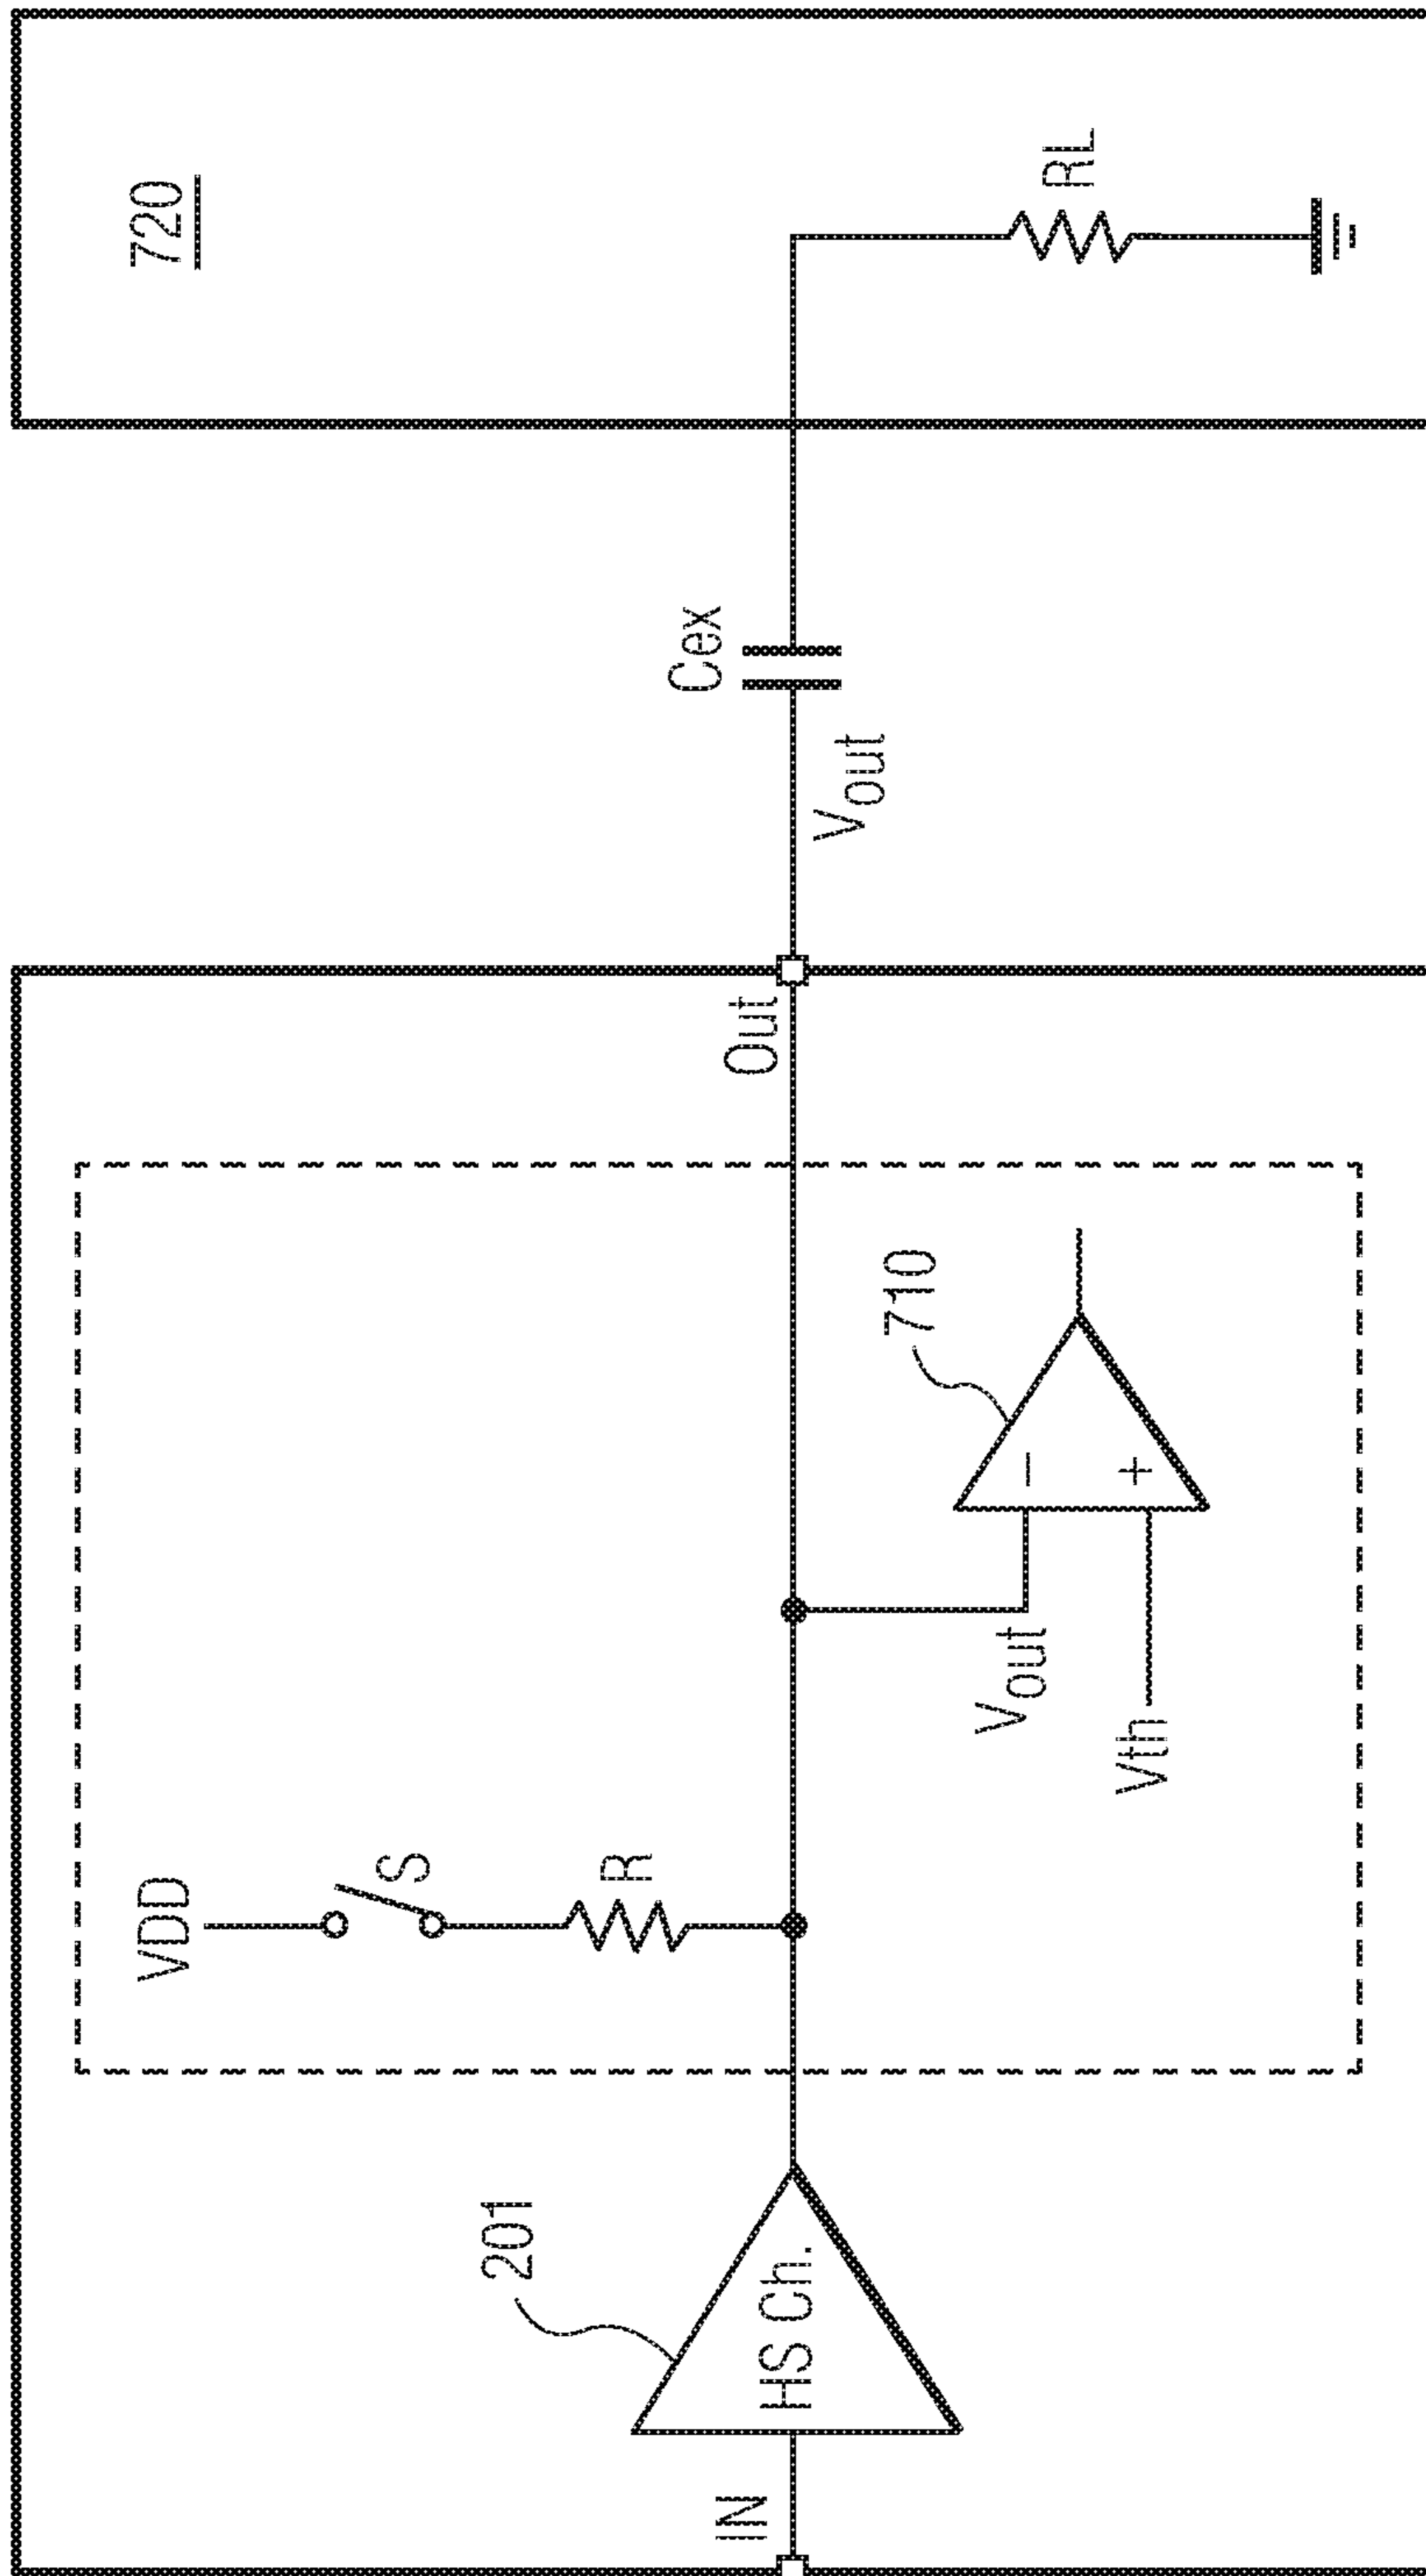 IN
201
HS Ch.
VDD
S
R
Vout
Vth
−
+
710
Out
Vout
Cex
720
RL